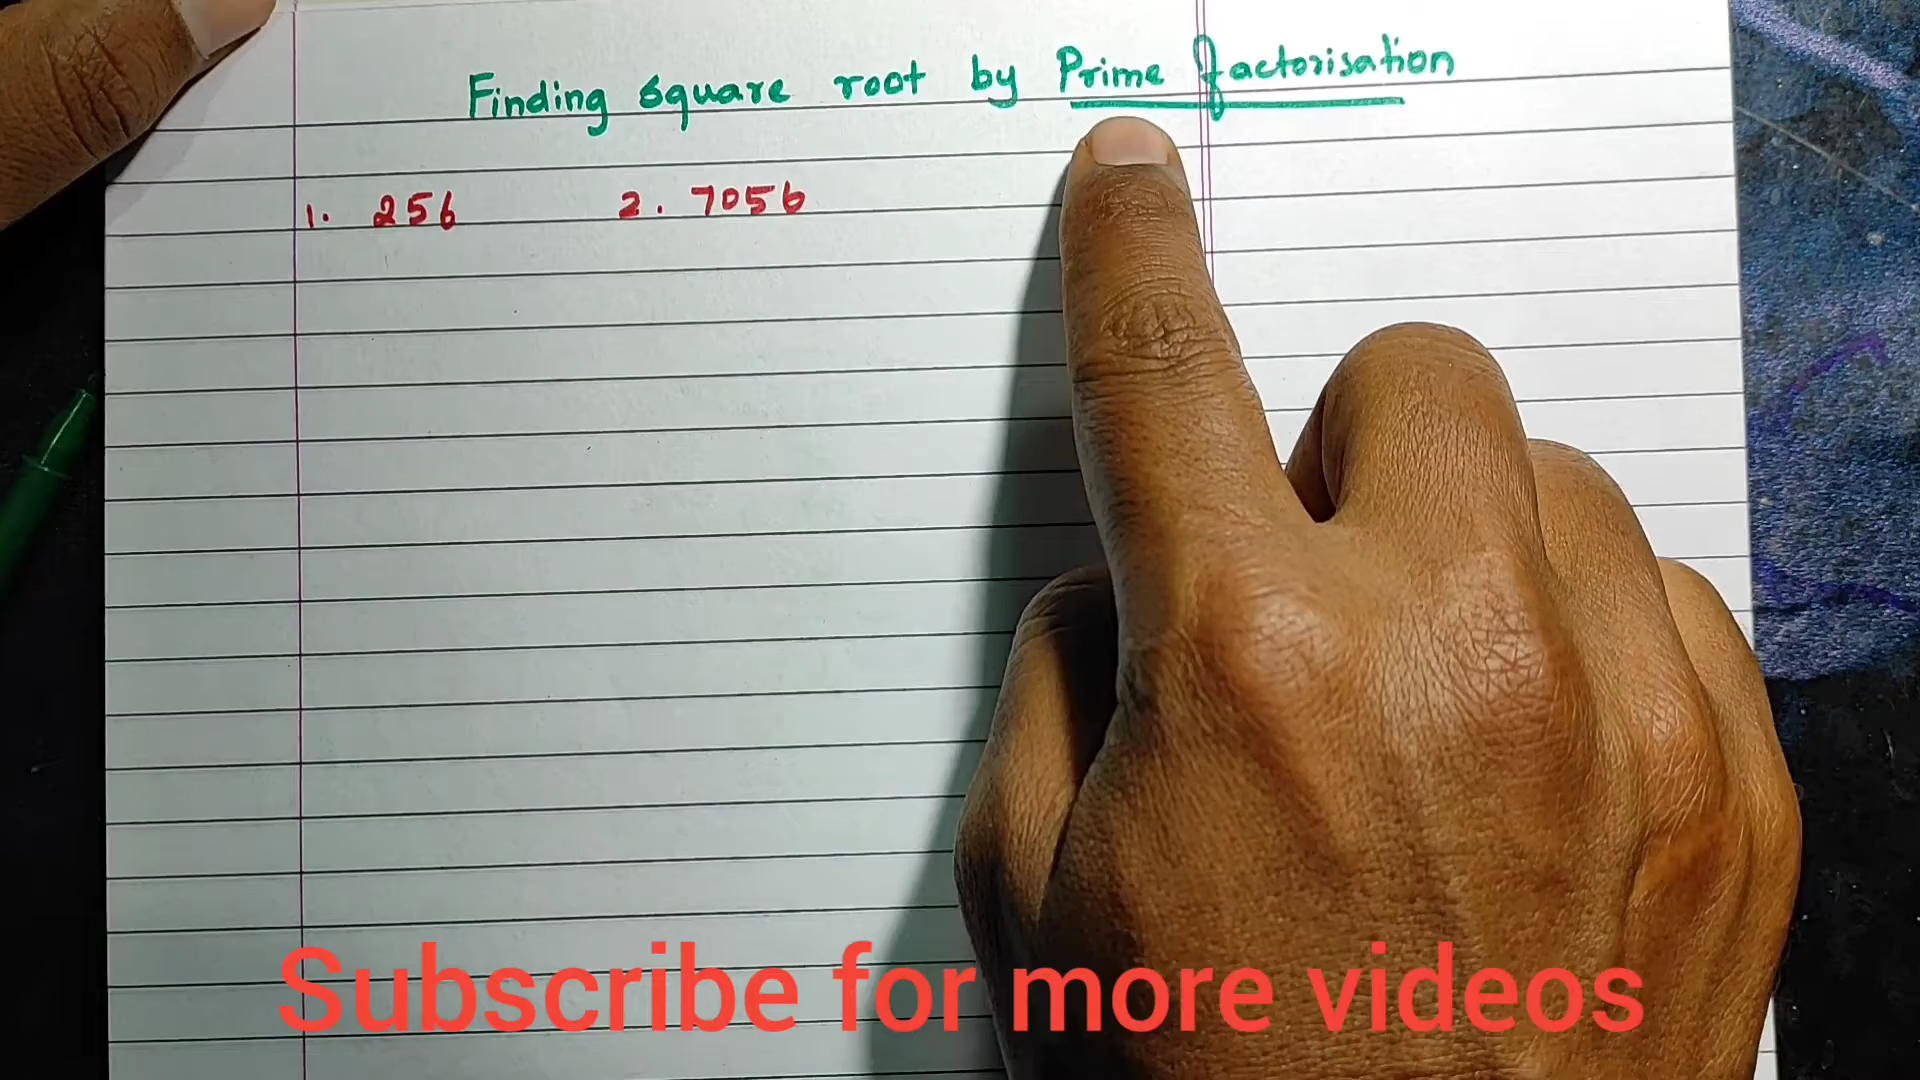 Finding square root by Prime factorisation
1. 256 2. 7056
Subscribe for more videos